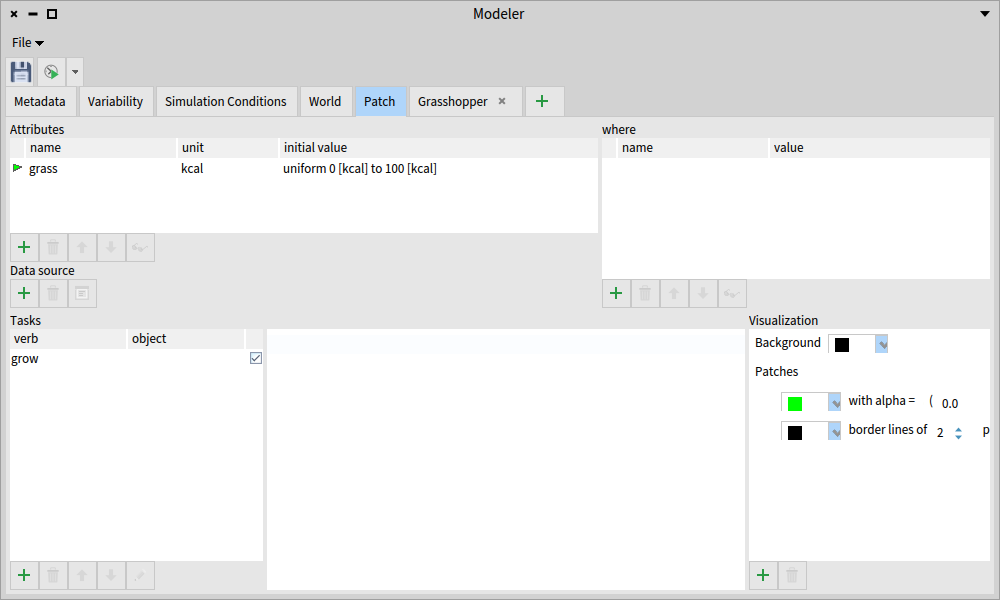 Modeler
File
Metadata Variability Simulation Conditions World Patch Grasshopper
Attributes
name unit initial value
grass kcal uniform 0 [kcal] to 100 [kcal]
where
name value
Data source
Tasks
verb object
grow
Visualization
Background
Patches
with alpha = ( 0.0
border lines of 2 p